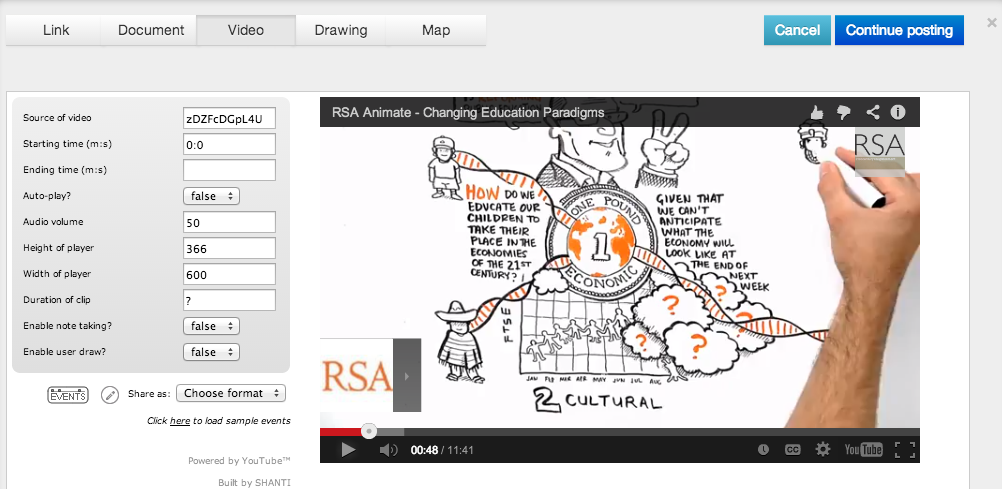 Link
Document
Video
Drawing
Map
Cancel
Continue posting
×
Source of video
zDZFcDGpL4U
Starting time (m:s)
0:0
Ending time (m:s)
Auto-play?
false
Audio volume
50
Height of player
366
Width of player
600
Duration of clip
?
Enable note taking?
false
Enable user draw?
false
EVENTS
Share as:
Choose format
Click here to load sample events
Powered by YouTube™
Built by SHANTI
RSA Animate - Changing Education Paradigms
RSA
HOW DO WE
EDUCATE OUR
CHILDREN TO
TAKE THEIR
PLACE IN THE
ECONOMIES
OF THE 21ST
CENTURY?
ONE POUND
1
ECONOMIC
GIVEN THAT
WE CAN'T
ANTICIPATE
WHAT THE
ECONOMY WILL
LOOK LIKE AT
THE END OF
NEXT
WEEK
?
?
?
?
FTSE
JAN FEB MAR APR MAY JUN JUL AUG
2 CULTURAL
RSA
00:48 / 11:41
CC
YouTube